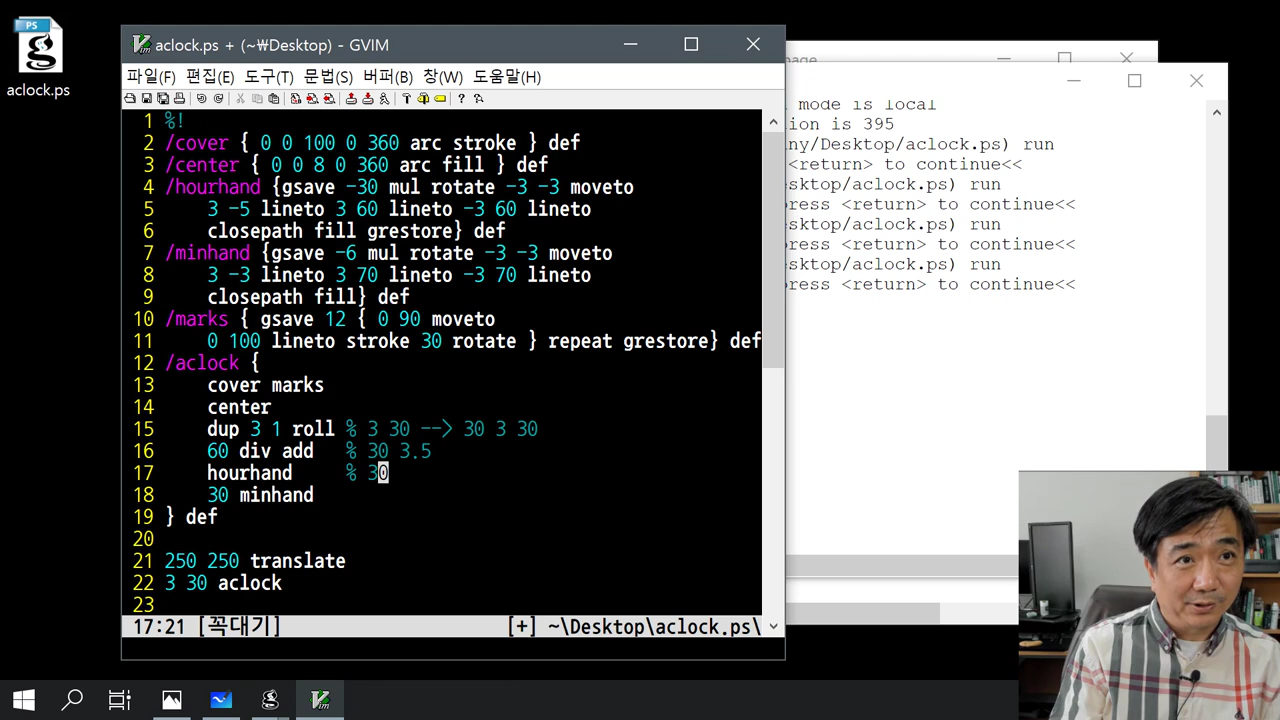 PS
aclock.ps
aclock.ps + (~₩Desktop) - GVIM
파일(F) 편집(E) 도구(T) 문법(S) 버퍼(B) 창(W) 도움말(H)
1 %!
2 /cover { 0 0 100 0 360 arc stroke } def
3 /center { 0 0 8 0 360 arc fill } def
4 /hourhand {gsave -30 mul rotate -3 -3 moveto
5 3 -5 lineto 3 60 lineto -3 60 lineto
6 closepath fill grestore} def
7 /minhand {gsave -6 mul rotate -3 -3 moveto
8 3 -3 lineto 3 70 lineto -3 70 lineto
9 closepath fill} def
10 /marks { gsave 12 { 0 90 moveto
11 0 100 lineto stroke 30 rotate } repeat grestore} def
12 /aclock {
13 cover marks
14 center
15 dup 3 1 roll % 3 30 --> 30 3 30
16 60 div add % 30 3.5
17 hourhand % 30
18 30 minhand
19 } def
20
21 250 250 translate
22 3 30 aclock
23
17:21 [꼭대기] [+] ~\Desktop\aclock.ps\
page
mode is local
ion is 395
ny/Desktop/aclock.ps) run
<return> to continue<<
esktop/aclock.ps) run
press <return> to continue<<
esktop/aclock.ps) run
press <return> to continue<<
esktop/aclock.ps) run
press <return> to continue<<